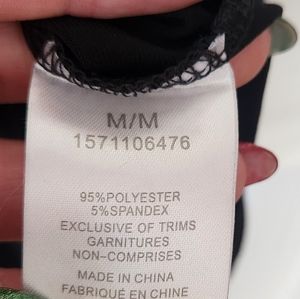 M/M
1571106476
95%POLYESTER
5%SPANDEX
EXCLUSIVE OF TRIMS
GARNITURES
NON-COMPRISES
MADE IN CHINA
FABRIQUÉ EN CHINE